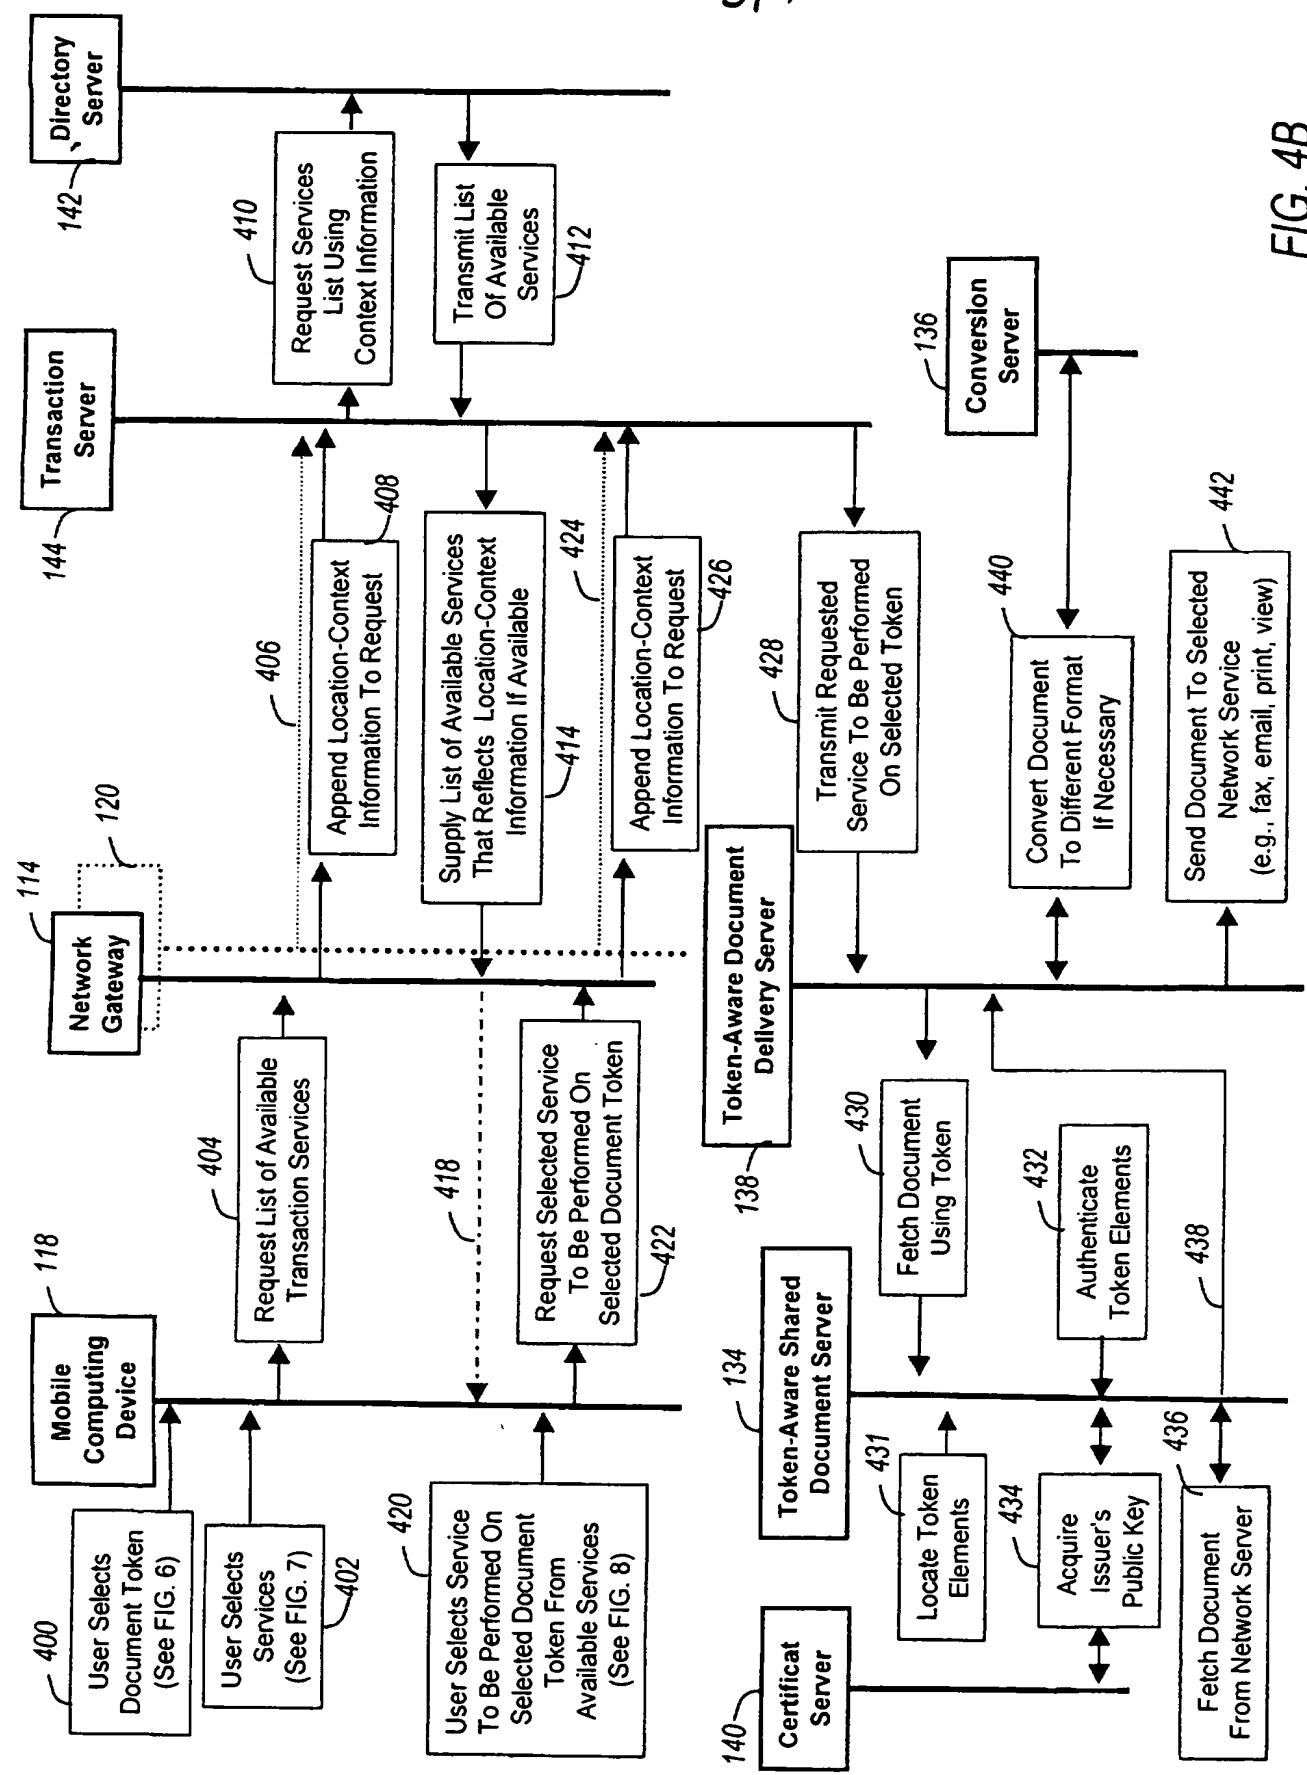 118
Mobile
Computing
Device
114
Network
Gateway
120
144
Transaction
Server
142
Directory
Server
400
User Selects
Document Token
(See FIG. 6)
User Selects
Services
(See FIG. 7)
402
404
Request List of Available
Transaction Services
406
Append Location-Context
Information To Request
408
410
Request Services
List Using
Context Information
Transmit List
Of Available
Services
412
Supply List of Available Services
That Reflects Location-Context
Information If Available
414
418
420
User Selects Service
To Be Performed On
Selected Document
Token From
Available Services
(See FIG. 8)
Request Selected Service
To Be Performed On
Selected Document Token
422
424
Append Location-Context
Information To Request
426
428
Transmit Requested
Service To Be Performed
On Selected Token
140
Certificat
Server
134
Token-Aware Shared
Document Server
138
Token-Aware Document
Delivery Server
136
Conversion
Server
430
Fetch Document
Using Token
431
Locate Token
Elements
432
Authenticate
Token Elements
434
Acquire
Issuer's
Public Key
436
Fetch Document
From Network Server
438
440
Convert Document
To Different Format
If Necessary
442
Send Document To Selected
Network Service
(e.g., fax, email, print, view)
FIG. 4B